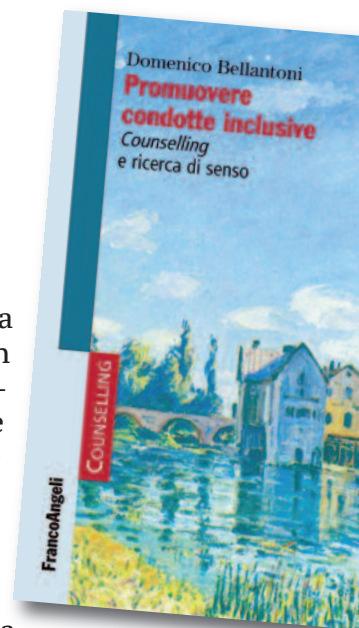 Domenico Bellantoni
Promuovere
condotte inclusive
Counselling
e ricerca di senso
COUNSELLING
FrancoAngeli
a
n
-
e
a